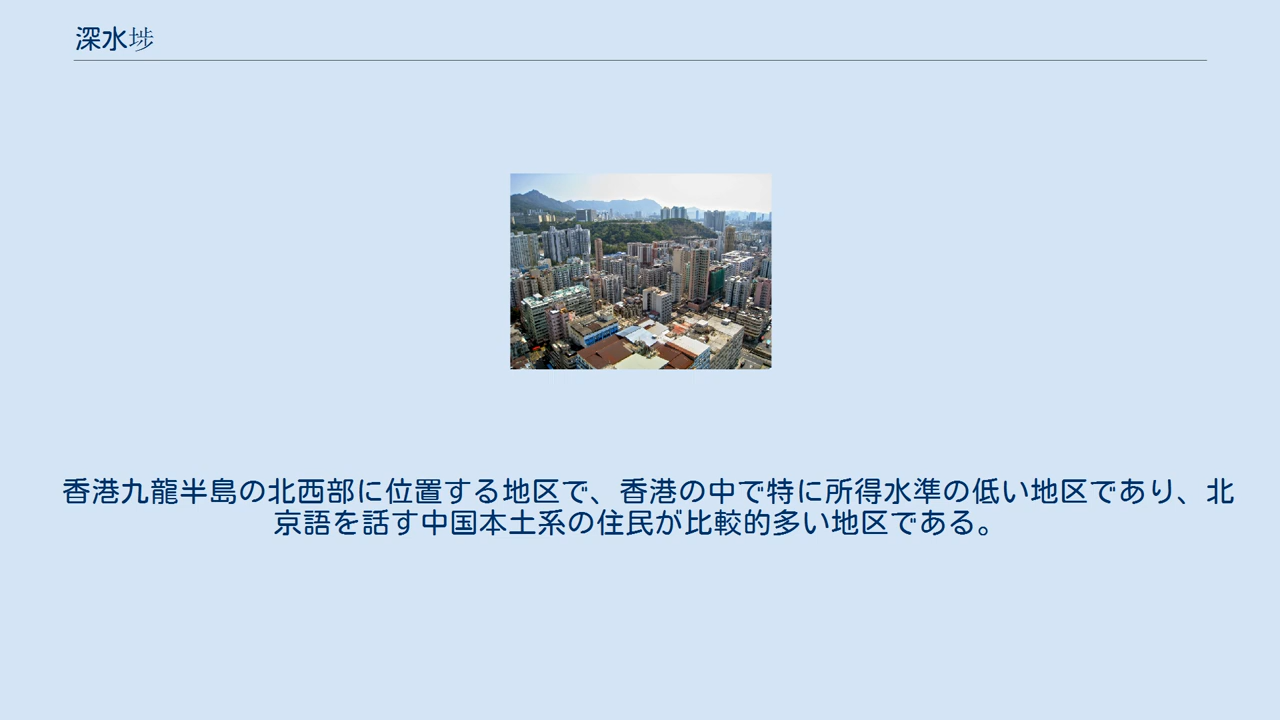 深水埗
香港九龍半島の北西部に位置する地区で、香港の中で特に所得水準の低い地区であり、北
京語を話す中国本土系の住民が比較的多い地区である。